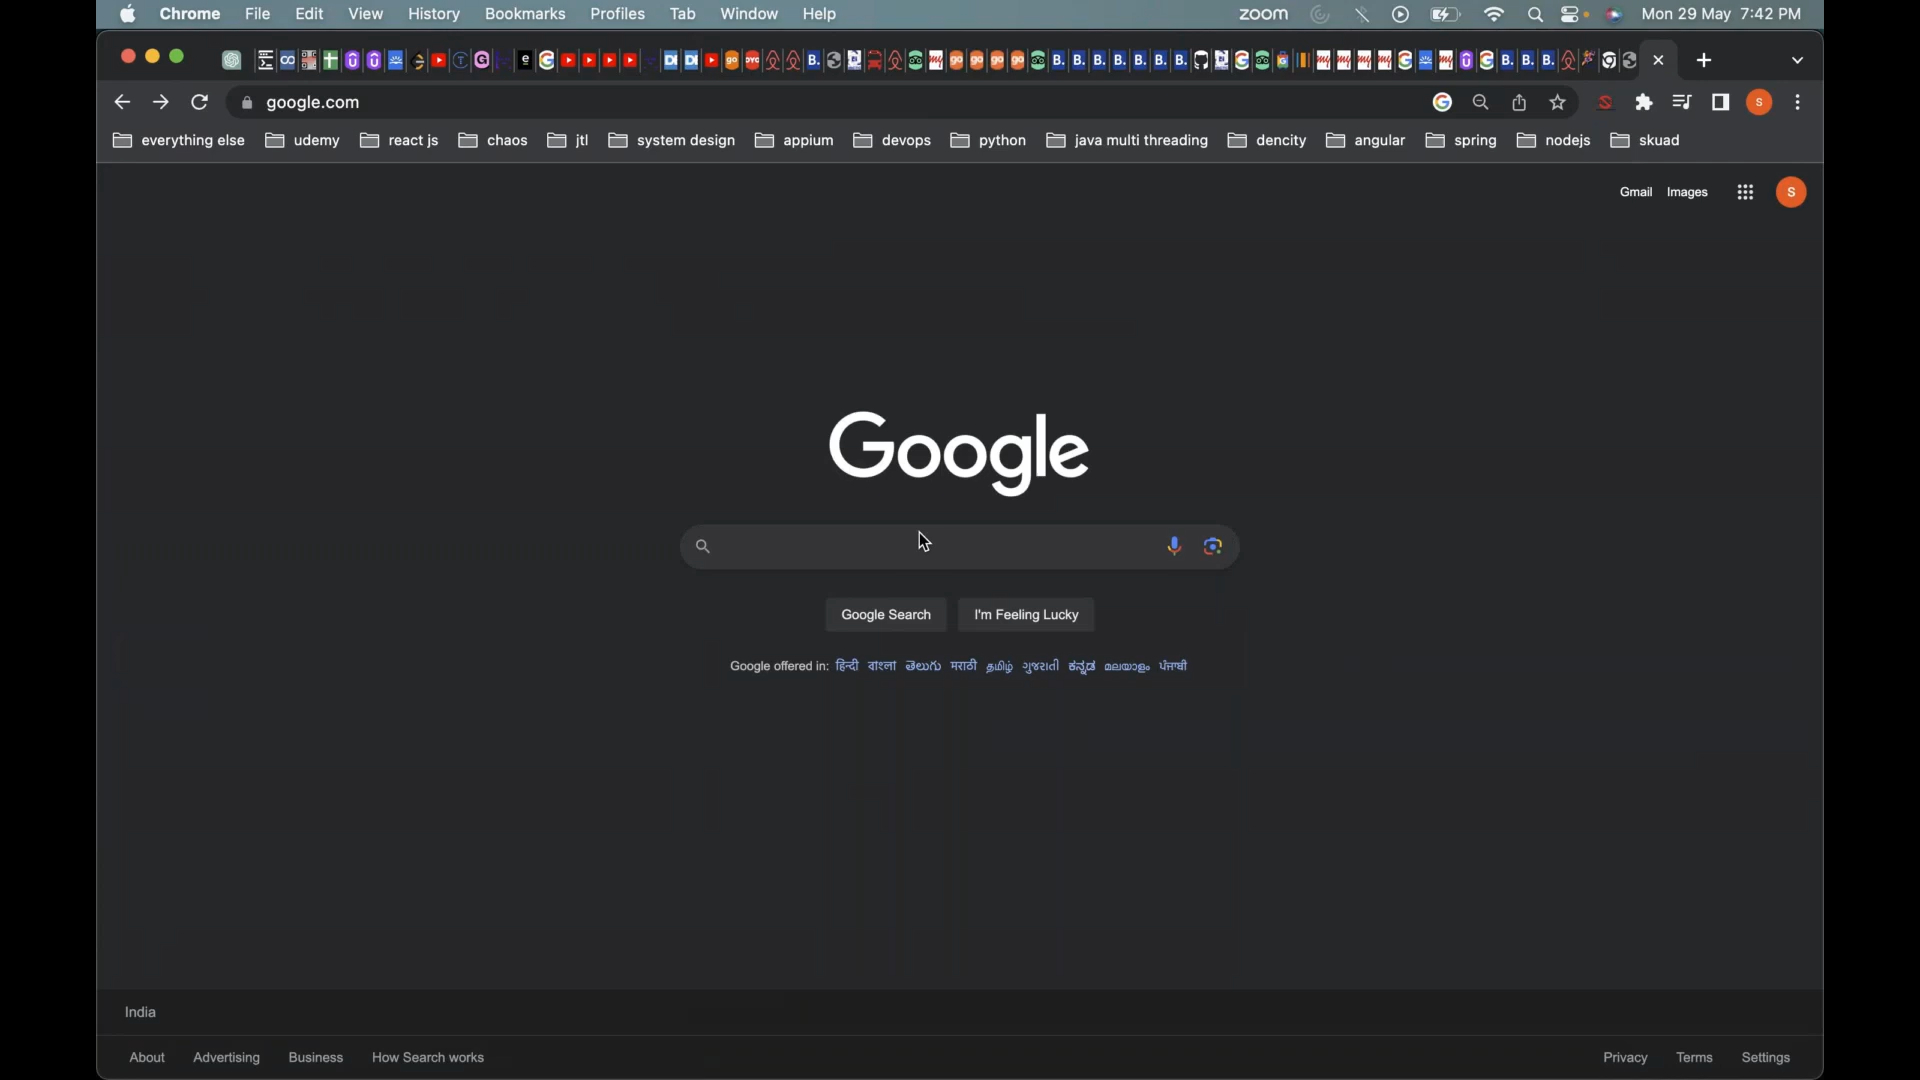 Chrome File Edit View History Bookmarks Profiles Tab Window Help zoom Mon 29 May 7:42 PM
google.com S
everything else udemy react js chaos jtl system design appium devops python java multi threading dencity angular spring nodejs skuad
Gmail Images S
Google
Google Search I'm Feeling Lucky
Google offered in: हिन्दी বাংলা తెలుగు मराठी தமிழ் ગુજરાતી ಕನ್ನಡ മലയാളം ਪੰਜਾਬੀ
India
About Advertising Business How Search works Privacy Terms Settings